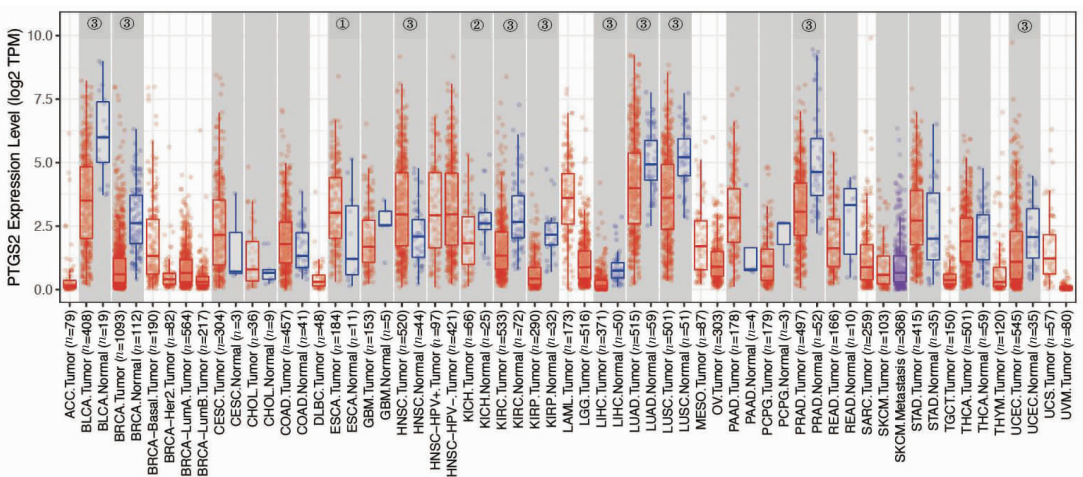 ③ ③ ① ③ ② ③ ③ ③ ③ ③ ③ ③
PTGS2 Expression Level (log2 TPM)
10.0
7.5
5.0
2.5
0.0
ACC.Tumor (n=79)
BLCA.Tumor (n=408)
BLCA.Normal (n=19)
BRCA.Tumor (n=1093)
BRCA.Normal (n=112)
BRCA-Basal.Tumor (n=190)
BRCA-Her2.Tumor (n=82)
BRCA-LumA.Tumor (n=564)
BRCA-LumB.Tumor (n=217)
CESC.Tumor (n=304)
CESC.Normal (n=3)
CHOL.Tumor (n=36)
CHOL.Normal (n=9)
COAD.Tumor (n=457)
COAD.Normal (n=41)
DLBC.Tumor (n=48)
ESCA.Tumor (n=184)
ESCA.Normal (n=11)
GBM.Tumor (n=153)
GBM.Normal (n=5)
HNSC.Tumor (n=520)
HNSC.Normal (n=44)
HNSC-HPV+.Tumor (n=97)
HNSC-HPV-.Tumor (n=421)
KICH.Tumor (n=66)
KICH.Normal (n=25)
KIRC.Tumor (n=533)
KIRC.Normal (n=72)
KIRP.Tumor (n=290)
KIRP.Normal (n=32)
LAML.Tumor (n=173)
LGG.Tumor (n=516)
LIHC.Tumor (n=371)
LIHC.Normal (n=50)
LUAD.Tumor (n=515)
LUAD.Normal (n=59)
LUSC.Tumor (n=501)
LUSC.Normal (n=51)
MESO.Tumor (n=87)
OV.Tumor (n=303)
PAAD.Tumor (n=178)
PAAD.Normal (n=4)
PCPG.Tumor (n=179)
PCPG.Normal (n=3)
PRAD.Tumor (n=497)
PRAD.Normal (n=52)
READ.Tumor (n=166)
READ.Normal (n=10)
SARC.Tumor (n=259)
SKCM.Tumor (n=103)
SKCM.Metastasis (n=368)
STAD.Tumor (n=415)
STAD.Normal (n=35)
TGCT.Tumor (n=150)
THCA.Tumor (n=501)
THCA.Normal (n=59)
THYM.Tumor (n=120)
UCEC.Tumor (n=545)
UCEC.Normal (n=35)
UCS.Tumor (n=57)
UVM.Tumor (n=80)